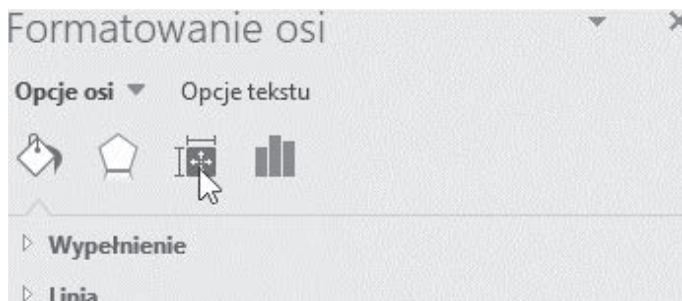 Formatowanie osi
Opcje osi Opcje tekstu
Wypełnienie
Linia